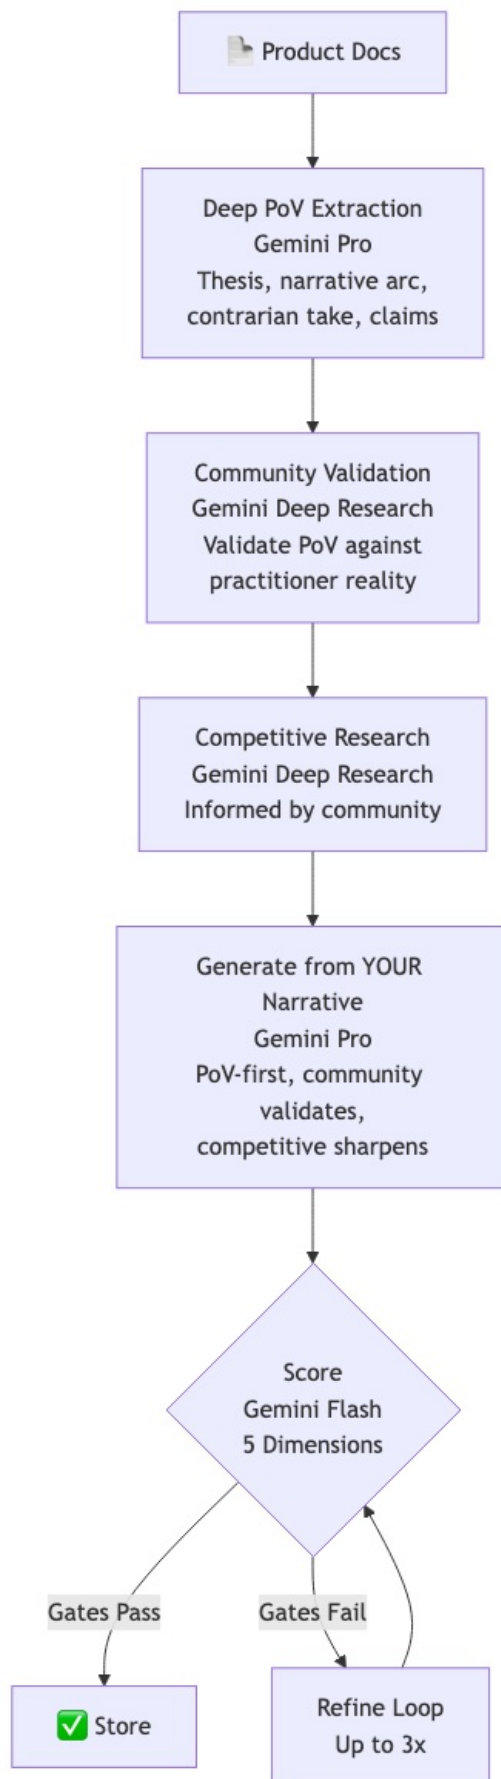 Product Docs
Deep PoV Extraction
Gemini Pro
Thesis, narrative arc,
contrarian take, claims
Community Validation
Gemini Deep Research
Validate PoV against
practitioner reality
Competitive Research
Gemini Deep Research
Informed by community
Generate from YOUR
Narrative
Gemini Pro
PoV-first, community
validates,
competitive sharpens
Score
Gemini Flash
5 Dimensions
Gates Pass
Gates Fail
✅ Store
Refine Loop
Up to 3x